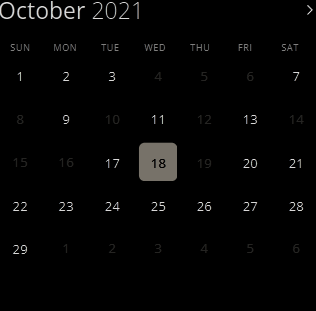 October 2021
SUN MON TUE WED THU FRI SAT
1 2 3 4 5 6 7
8 9 10 11 12 13 14
15 16 17 18 19 20 21
22 23 24 25 26 27 28
29 1 2 3 4 5 6